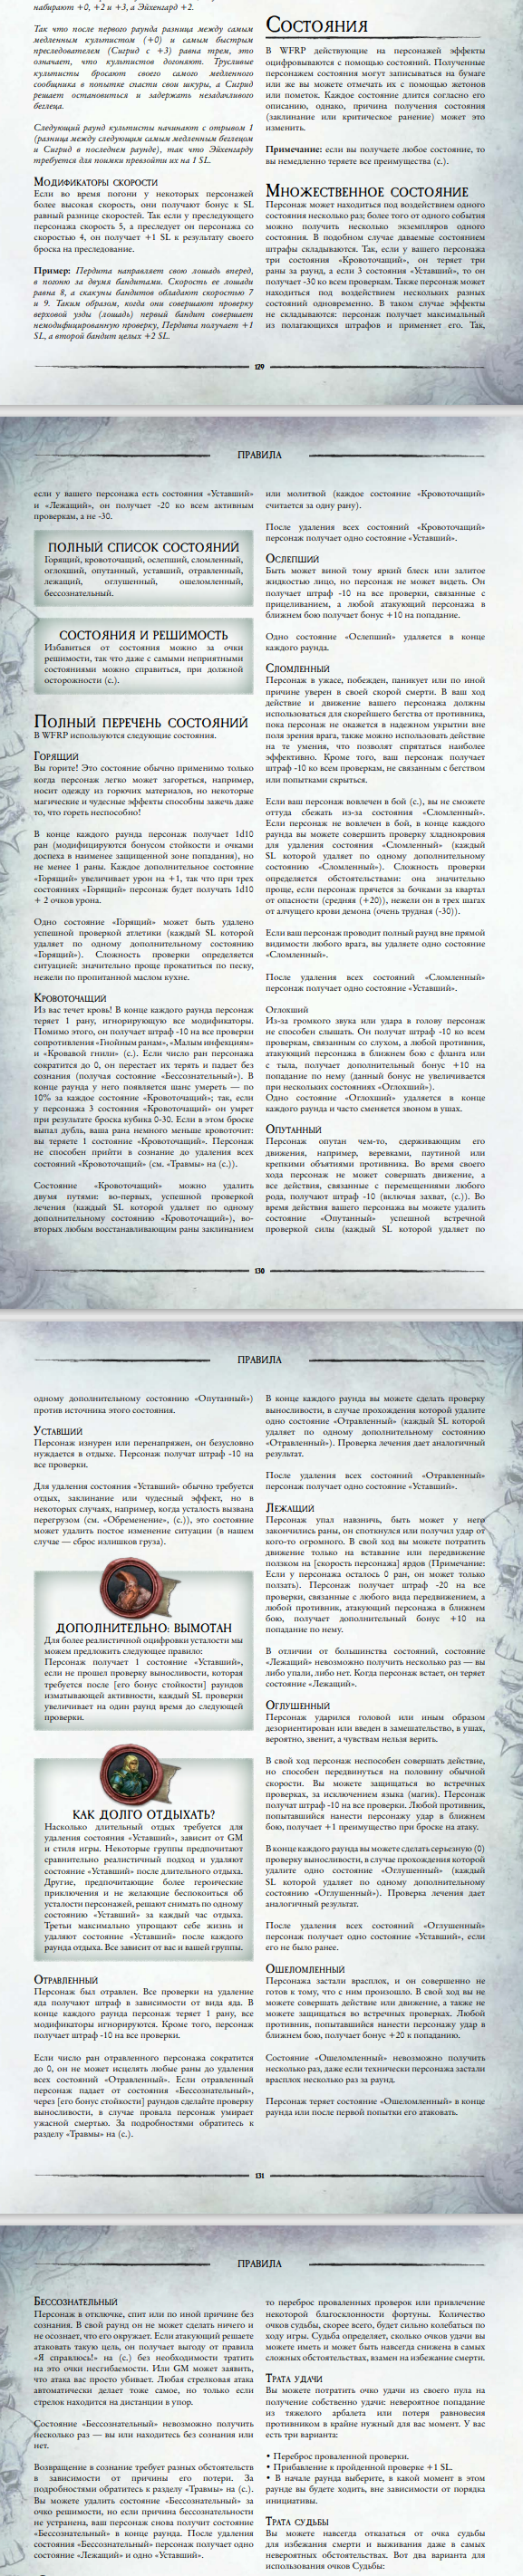 набирают +0, +2 и +3, а Эйхенгард +2.
Так что после первого раунда разница между самым
медленным культистом (+0) и самым быстрым
преследователем (Сигрид с +3) равна трем, это
означает, что культистов догоняют. Трусливые
культисты бросают своего самого медленного
сообщника в попытке спасти свои шкуры, а Сигрид
решает остановиться и задержать незадачливого
беглеца.
Следующий раунд культисты начинают с отрывом 1
(разница между следующим самым медленным беглецом
и Сигрид в последнем раунде), так что Эйхенгарду
требуется для поимки превзойти их на 1 SL.
Модификаторы скорости
Если во время погони у некоторых персонажей
более высокая скорость, они получают бонус к SL
равный разнице скоростей. Так если у преследующего
персонажа скорость 5, а преследует он персонажа со
скоростью 4, он получает +1 SL к результату своего
броска на преследование.
Пример: Пердита направляет свою лошадь вперед,
в погоню за двумя бандитами. Скорость ее лошади
равна 8, а скакуны бандитов обладают скоростью 7
и 9. Таким образом, когда они совершают проверку
верховой узды (лошадь) первый бандит совершает
немодифицированную проверку, Пердита получает +1
SL, а второй бандит целых +2 SL.
Состояния
В WFRP действующие на персонажей эффекты
оцифровываются с помощью состояний. Полученные
персонажем состояния могут записываться на бумаге
или же вы можете отмечать их с помощью жетонов
или пометок. Каждое состояние длится согласно его
описанию, однако, причина получения состояния
(заклинание или критическое ранение) может это
изменить.
Примечание: если вы получаете любое состояние, то
вы немедленно теряете все преимущества (с.).
Множественное состояние
Персонаж может находиться под воздействием одного
состояния несколько раз; более того от одного события
можно получить несколько экземпляров одного
состояния. В подобном случае даваемые состоянием
штрафы складываются. Так, если у вашего персонажа
три состояния «Кровоточащий», он теряет три
раны за раунд, а если 3 состояния «Уставший», то он
получает -30 ко всем проверкам. Также персонаж может
находиться под воздействием нескольких разных
состояний одновременно. В таком случае эффекты
не складываются: персонаж получает максимальный
из полагающихся штрафов и применяет его. Так,
129
ПРАВИЛА
если у вашего персонажа есть состояния «Уставший»
и «Лежащий», он получает -20 ко всем активным
проверкам, а не -30.
ПОЛНЫЙ СПИСОК СОСТОЯНИЙ
Горящий, кровоточащий, ослепший, сломленный,
оглохший, опутанный, уставший, отравленный,
лежащий, оглушенный, ошеломленный,
бессознательный.
СОСТОЯНИЯ И РЕШИМОСТЬ
Избавиться от состояния можно за очки
решимости, так что даже с самыми неприятными
состояниями можно справиться, при должной
осторожности (с.).
Полный перечень состояний
В WFRP используются следующие состояния.
Горящий
Вы горите! Это состояние обычно применимо только
когда персонаж легко может загореться, например,
носит одежду из горючих материалов, но некоторые
магические и чудесные эффекты способны зажечь даже
то, что гореть неспособно!
В конце каждого раунда персонаж получает 1d10
ран (модифицируются бонусом стойкости и очками
доспеха в наименее защищенной зоне попадания), но
не менее 1 раны. Каждое дополнительное состояние
«Горящий» увеличивает урон на +1, так что при трех
состояниях «Горящий» персонаж будет получать 1d10
+ 2 очков урона.
Одно состояние «Горящий» может быть удалено
успешной проверкой атлетики (каждый SL которой
удаляет по одному дополнительному состоянию
«Горящий»). Сложность проверки определяется
ситуацией: значительно проще прокатиться по песку,
нежели по пропитанной маслом кухне.
Кровоточащий
Из вас течет кровь! В конце каждого раунда персонаж
теряет 1 рану, игнорирующую все модификаторы.
Помимо этого, он получает штраф -10 на все проверки
сопротивления «Гнойным ранам», «Малым инфекциям»
и «Кровавой гнили» (с.). Если число ран персонажа
сократится до 0, он перестает их терять и падает без
сознания (получая состояние «Бессознательный»). В
конце раунда у него появляется шанс умереть — по
10% за каждое состояние «Кровоточащий»; так, если
у персонажа 3 состояния «Кровоточащий» он умрет
при результате броска кубика 0-30. Если в этом броске
выпал дубль, ваша рана немного меньше кровоточит:
вы теряете 1 состояние «Кровоточащий». Персонаж
не способен прийти в сознание до удаления всех
состояний «Кровоточащий» (см. «Травмы» на (с.)).
Состояние «Кровоточащий» можно удалить
двумя путями: во-первых, успешной проверкой
лечения (каждый SL которой удаляет по одному
дополнительному состоянию «Кровоточащий»), во-
вторых любым восстанавливающим раны заклинанием
или молитвой (каждое состояние «Кровоточащий»
считается за одну рану).
После удаления всех состояний «Кровоточащий»
персонаж получает одно состояние «Уставший».
Ослепший
Быть может виной тому яркий блеск или залитое
жидкостью лицо, но персонаж не может видеть. Он
получает штраф -10 на все проверки, связанные с
прицеливанием, а любой атакующий персонажа в
ближнем бою получает бонус +10 на попадание.
Одно состояние «Ослепший» удаляется в конце
каждого раунда.
Сломленный
Персонаж в ужасе, побежден, паникует или по иной
причине уверен в своей скорой смерти. В ваш ход
действие и движение вашего персонажа должны
использоваться для скорейшего бегства от противника,
пока персонаж не окажется в надежном укрытии вне
поля зрения врага, также можно использовать действие
на те умения, что позволят спрятаться наиболее
эффективно. Кроме того, ваш персонаж получает
штраф -10 ко всем проверкам, не связанным с бегством
или попытками скрыться.
Если ваш персонаж вовлечен в бой (с.), вы не сможете
оттуда сбежать из-за состояния «Сломленный».
Если персонаж не вовлечен в бой, в конце каждого
раунда вы можете совершить проверку хладнокровия
для удаления состояния «Сломленный» (каждый
SL которой удаляет по одному дополнительному
состоянию «Сломленный»). Сложность проверки
определяется обстоятельствами: она значительно
проще, если персонаж прячется за бочками за квартал
от опасности (средняя (+20)), нежели он в трех шагах
от алчущего крови демона (очень трудная (-30)).
Если ваш персонаж проводит полный раунд вне прямой
видимости любого врага, вы удаляете одно состояние
«Сломленный».
После удаления всех состояний «Сломленный»
персонаж получает одно состояние «Уставший».
Оглохший
Из-за громкого звука или удара в голову персонаж
не способен слышать. Он получат штраф -10 ко всем
проверкам, связанным со слухом, а любой противник,
атакующий персонажа в ближнем бою с фланга или
с тыла, получает дополнительный бонус +10 на
попадание по нему (данный бонус не увеличивается
при нескольких состояниях «Оглохший»).
Одно состояние «Оглохший» удаляется в конце
каждого раунда и часто сменяется звоном в ушах.
Опутанный
Персонаж опутан чем-то, сдерживающим его
движения, например, веревками, паутиной или
крепкими объятиями противника. Во время своего
хода персонаж не может совершать движение, а
все действия, связанные с перемещениями любого
рода, получают штраф -10 (включая захват, (с.)). Во
время действия вашего персонажа вы можете удалить
состояние «Опутанный» успешной встречной
проверкой силы (каждый SL которой удаляет по
130
ПРАВИЛА
одному дополнительному состоянию «Опутанный»)
против источника этого состояния.
Уставший
Персонаж изнурен или перенапряжен, он безусловно
нуждается в отдыхе. Персонаж получат штраф -10 на
все проверки.
Для удаления состояния «Уставший» обычно требуется
отдых, заклинание или чудесный эффект, но в
некоторых случаях, например, когда усталость вызвана
перегрузом (см. «Обременение», (с.)), это состояние
может удалить постое изменение ситуации (в нашем
случае — сброс излишков груза).
ДОПОЛНИТЕЛЬНО: ВЫМОТАН
Для более реалистичной оцифровки усталости мы
можем предложить следующее правило:
Персонаж получает 1 состояние «Уставший»,
если не прошел проверку выносливости, которая
требуется после [его бонус стойкости] раундов
изматывающей активности, каждый SL проверки
увеличивает на один раунд время до следующей
проверки.
КАК ДОЛГО ОТДЫХАТЬ?
Насколько длительный отдых требуется для
удаления состояния «Уставший», зависит от GM
и стиля игры. Некоторые группы предпочитают
сравнительно реалистичный подход и удаляют
состояние «Уставший» после длительного отдыха.
Другие, предпочитающие более героические
приключения и не желающие беспокоиться об
усталости персонажей, решают снимать по одному
состоянию «Уставший» за каждый час отдыха.
Третьи максимально упрощают себе жизнь и
удаляют состояние «Уставший» после каждого
раунда отдыха. Все зависит от вас и вашей группы.
Отравленный
Персонаж был отравлен. Все проверки на удаление
яда получают штраф в зависимости от вида яда. В
конце каждого раунда персонаж теряет 1 рану, все
модификаторы игнорируются. Кроме того, персонаж
получает штраф -10 на все проверки.
Если число ран отравленного персонажа сократится
до 0, он не может исцелять любые раны до удаления
всех состояний «Отравленный». Если отравленный
персонаж падает от состояния «Бессознательный»,
через [его бонус стойкости] раундов сделайте проверку
выносливости, в случае провала персонаж умирает
ужасной смертью. За подробностями обратитесь к
разделу «Травмы» на (с.).
В конце каждого раунда вы можете сделать проверку
выносливости, в случае прохождения которой удалите
одно состояние «Отравленный» (каждый SL которой
удаляет по одному дополнительному состоянию
«Отравленный»). Проверка лечения дает аналогичный
результат.
После удаления всех состояний «Отравленный»
персонаж получает одно состояние «Уставший».
Лежащий
Персонаж упал навзничь, быть может у него
закончились раны, он споткнулся или получил удар от
кого-то огромного. В свой ход вы можете потратить
движение только на вставание или передвижение
ползком на [скорость персонажа] ярдов (Примечание:
Если у персонажа осталось 0 ран, он может только
ползать). Персонаж получает штраф -20 на все
проверки, связанные с любого вида передвижением, а
любой противник, атакующий персонажа в ближнем
бою, получает дополнительный бонус +10 на
попадание по нему.
В отличии от большинства состояний, состояние
«Лежащий» невозможно получить несколько раз — вы
либо упали, либо нет. Когда персонаж встает, он теряет
состояние «Лежащий».
Оглушенный
Персонаж ударился головой или иным образом
дезориентирован или введен в замешательство, в ушах,
вероятно, звенит, а чувствам нельзя верить.
В свой ход персонаж неспособен совершать действие,
но способен передвинуться на половину обычной
скорости. Вы можете защищаться во встречных
проверках, за исключением языка (магик). Персонаж
получат штраф -10 на все проверки. Любой противник,
попытавшийся нанести персонажу удар в ближнем
бою, получает +1 преимущество при броске на атаку.
В конце каждого раунда вы можете сделать серьезную (0)
проверку выносливости, в случае прохождения которой
удалите одно состояние «Оглушенный» (каждый
SL которой удаляет по одному дополнительному
состоянию «Оглушенный»). Проверка лечения дает
аналогичный результат.
После удаления всех состояний «Оглушенный»
персонаж получает одно состояние «Уставший», если
его не было ранее.
Ошеломленный
Персонажа застали врасплох, и он совершенно не
готов к тому, что с ним произошло. В свой ход вы не
можете совершать действие или движение, а также не
можете защищаться во встречных проверках. Любой
противник, попытавшийся нанести персонажу удар в
ближнем бою, получает бонус +20 к попаданию.
Состояние «Ошеломленный» невозможно получить
несколько раз, даже если технически персонажа застали
врасплох несколько раз за раунд.
Персонаж теряет состояние «Ошеломленный» в конце
раунда или после первой попытки его атаковать.
131
ПРАВИЛА
Бессознательный
Персонаж в отключке, спит или по иной причине без
сознания. В свой раунд он не может сделать ничего и
не осознает, что его окружает. Если атакующий решает
атаковать такую цель, он получает выгоду от правила
«Я справлюсь!» на (с.) без необходимости тратить
на это очки несгибаемости. Или GM может заявить,
что атака вас просто убивает. Любая стрелковая атака
автоматически делает тоже самое, но только если
стрелок находится на дистанции в упор.
Состояние «Бессознательный» невозможно получить
несколько раз — вы или находитесь без сознания или
нет.
Возвращение в сознание требует разных обстоятельств
в зависимости от причины его потери. За
подробностями обратитесь к разделу «Травмы» на (с.).
Вы можете удалить состояние «Бессознательный» за
очко решимости, но если причина бессознательности
не устранена, ваш персонаж снова получит состояние
«Бессознательный» в конце раунда. После удаления
состояния «Бессознательный» персонаж получает одно
состояние «Лежащий» и одно «Уставший».
то переброс проваленных проверок или привлечение
некоторой благосклонности фортуны. Количество
очков судьбы, скорее всего, будет сильно колебаться по
ходу игры. Судьба определяет, сколько очков удачи вы
можете иметь и может быть навсегда снижена в самых
сложных обстоятельствах, взамен на избежание смерти.
Трата удачи
Вы можете потратить очко удачи из своего пула на
получение собственно удачи: невероятное попадание
из тяжелого арбалета или потеря равновесия
противником в крайне нужный для вас момент. У вас
есть три варианта:
• Переброс проваленной проверки.
• Прибавление к пройденной проверке +1 SL.
• В начале раунда выберите, в какой момент в этом
раунде вы будете ходить, вне зависимости от порядка
инициативы.
Трата судьбы
Вы можете навсегда отказаться от очка судьбы
для избежания смерти и выживания даже в самых
невероятных обстоятельствах. Вот два варианта для
использования очков Судьбы: